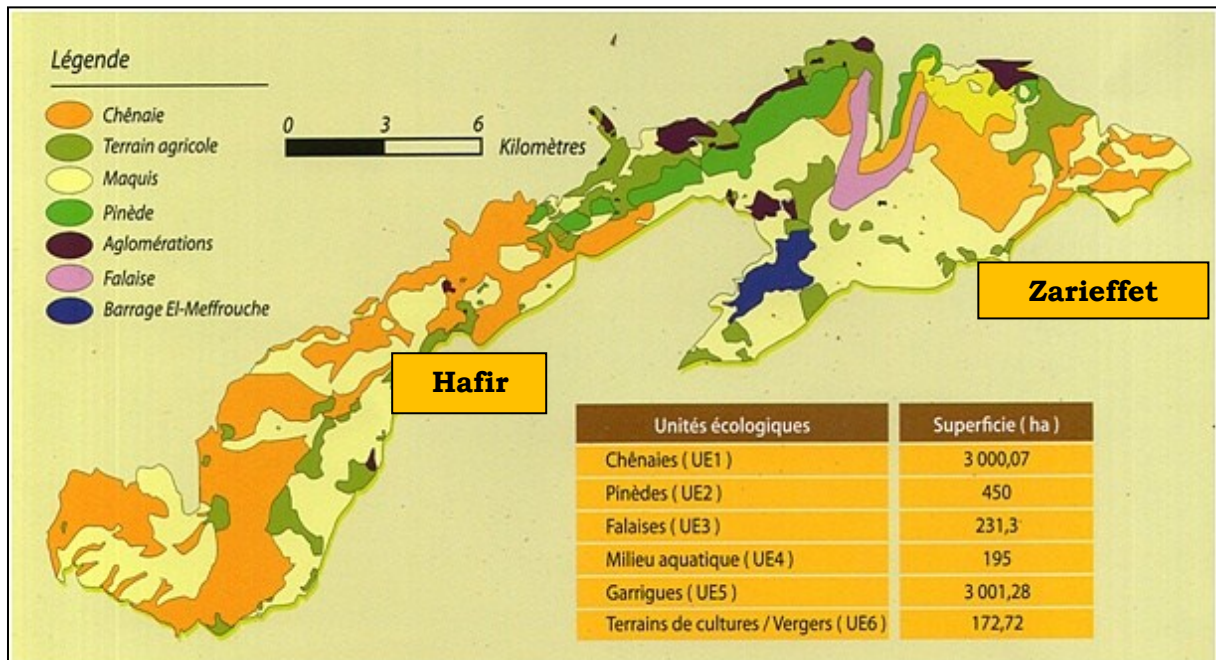 Légende
Chênaie
Terrain agricole
Maquis
Pinède
Aglomérations
Falaise
Barrage El-Meffrouche
0 3 6
Kilomètres
Zarieffet
Hafir
Unités écologiques Superficie ( ha )
Chênaies ( UE1 ) 3 000,07
Pinèdes ( UE2 ) 450
Falaises ( UE3 ) 231,3
Milieu aquatique ( UE4 ) 195
Garrigues ( UE5 ) 3 001,28
Terrains de cultures / Vergers ( UE6 ) 172,72